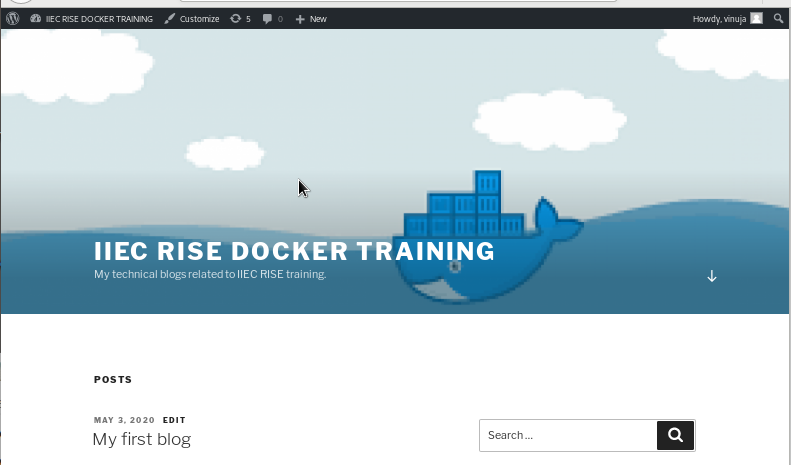 IIEC RISE DOCKER TRAINING Customize 5 0 New Howdy, vinuja
IIEC RISE DOCKER TRAINING
My technical blogs related to IIEC RISE training.
POSTS
MAY 3, 2020 EDIT
My first blog
Search …